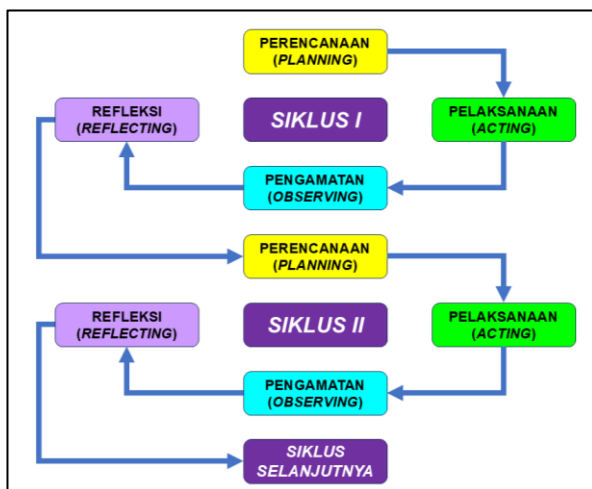 PERENCANAAN
(PLANNING)
REFLEKSI
(REFLECTING)
SIKLUS I
PELAKSANAAN
(ACTING)
PENGAMATAN
(OBSERVING)
PERENCANAAN
(PLANNING)
REFLEKSI
(REFLECTING)
SIKLUS II
PELAKSANAAN
(ACTING)
PENGAMATAN
(OBSERVING)
SIKLUS
SELANJUTNYA